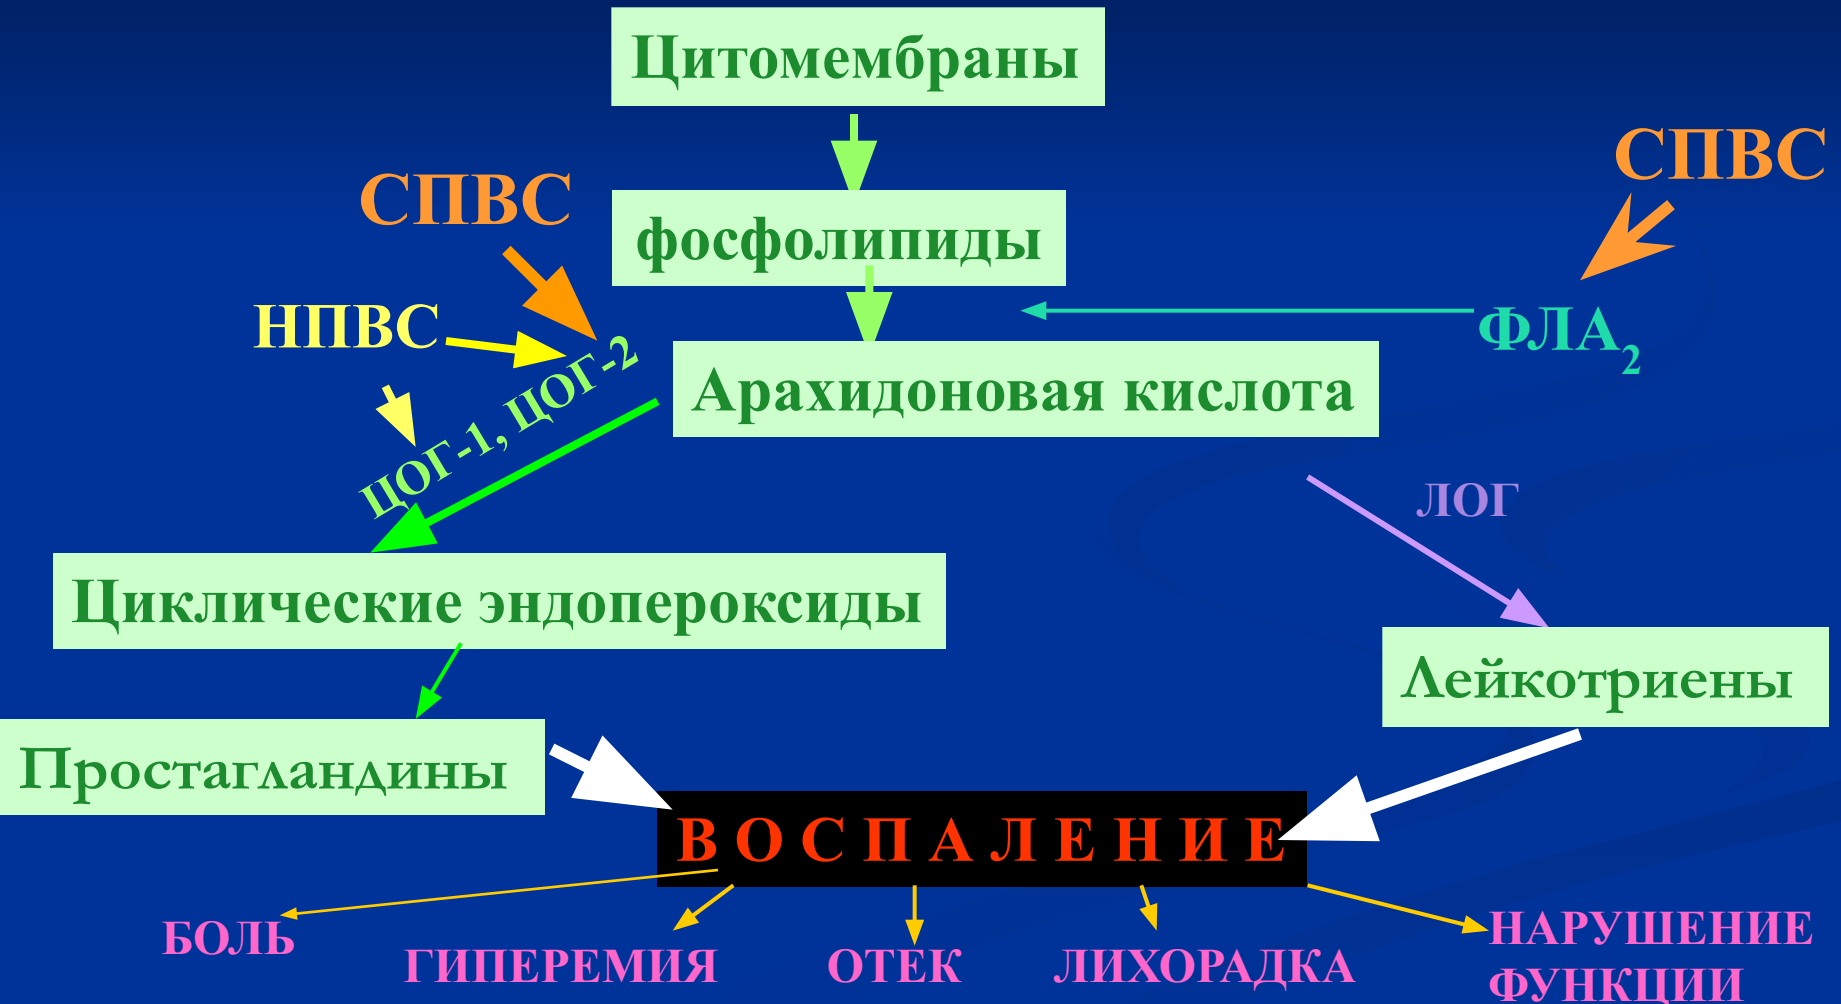 Цитомембраны
СПВС
СПВС
фосфолипиды
НПВС
ФЛА2
ЦОГ-1, ЦОГ-2
Арахидоновая кислота
ЛОГ
Циклические эндопероксиды
Лейкотриены
Простагландины
В О С П А Л Е Н И Е
БОЛЬ
ГИПЕРЕМИЯ
ОТЕК
ЛИХОРАДКА
НАРУШЕНИЕ
ФУНКЦИИ